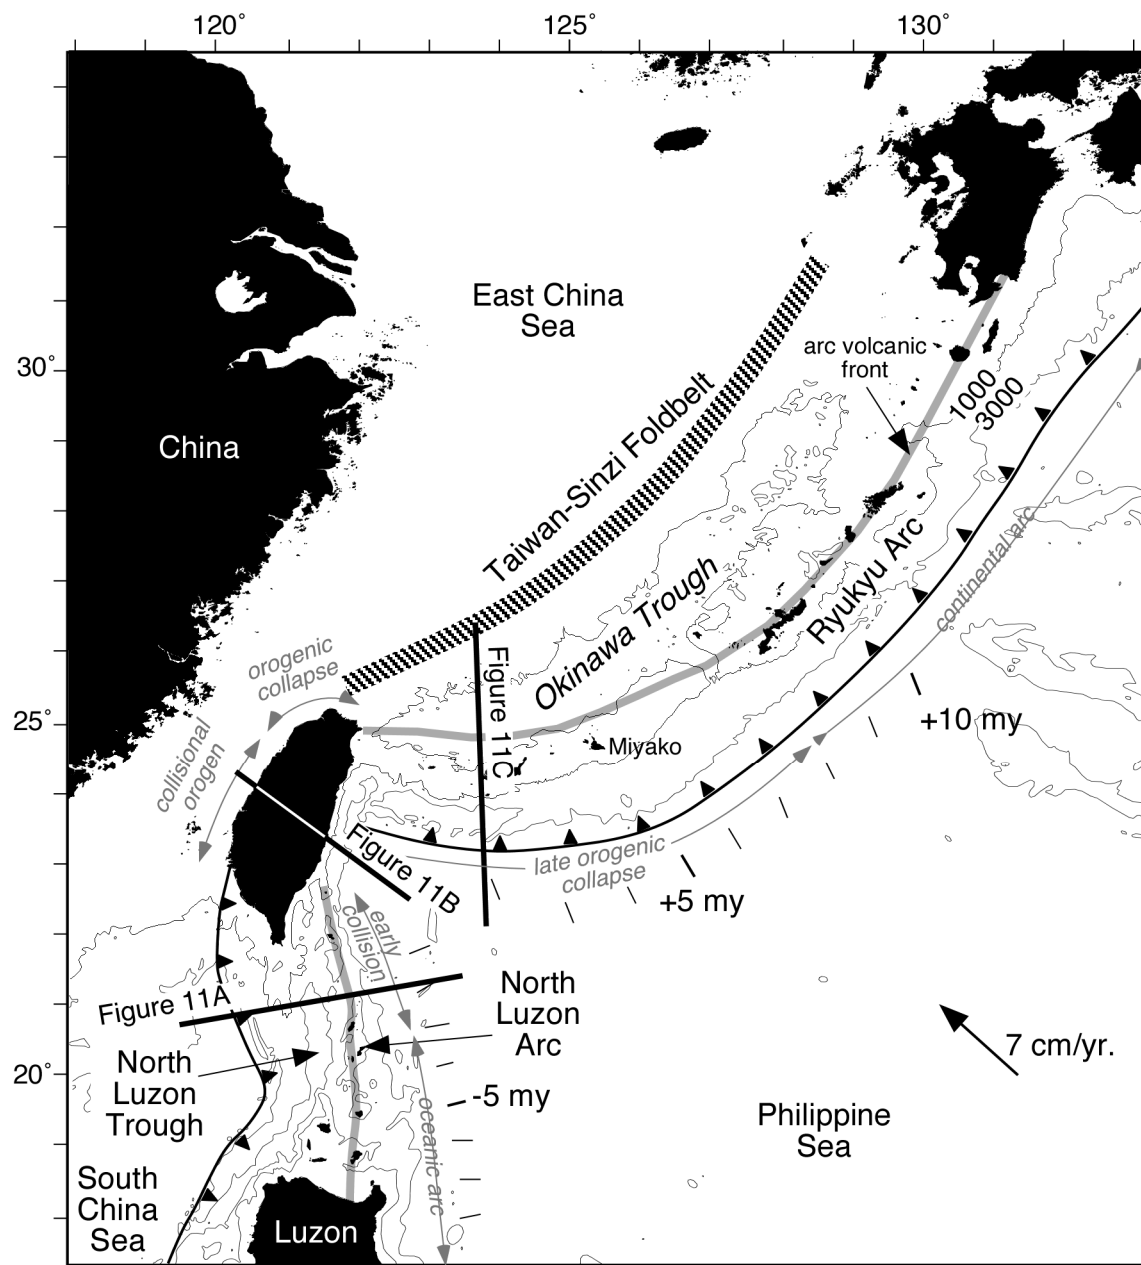 120°
125°
130°
30°
25°
20°
East China
Sea
China
arc volcanic
front
1000
3000
Taiwan-Sinzi Foldbelt
Okinawa Trough
Ryukyu Arc
continental arc
orogenic
collapse
collisional
orogen
Figure 11C
Miyako
+10 my
Figure 11B
late orogenic
collapse
+5 my
early
collision
Figure 11A
North
Luzon
Arc
North
Luzon
Trough
-5 my
oceanic arc
7 cm/yr.
Philippine
Sea
South
China
Sea
Luzon